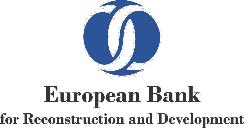 European Bank
for Reconstruction and Development